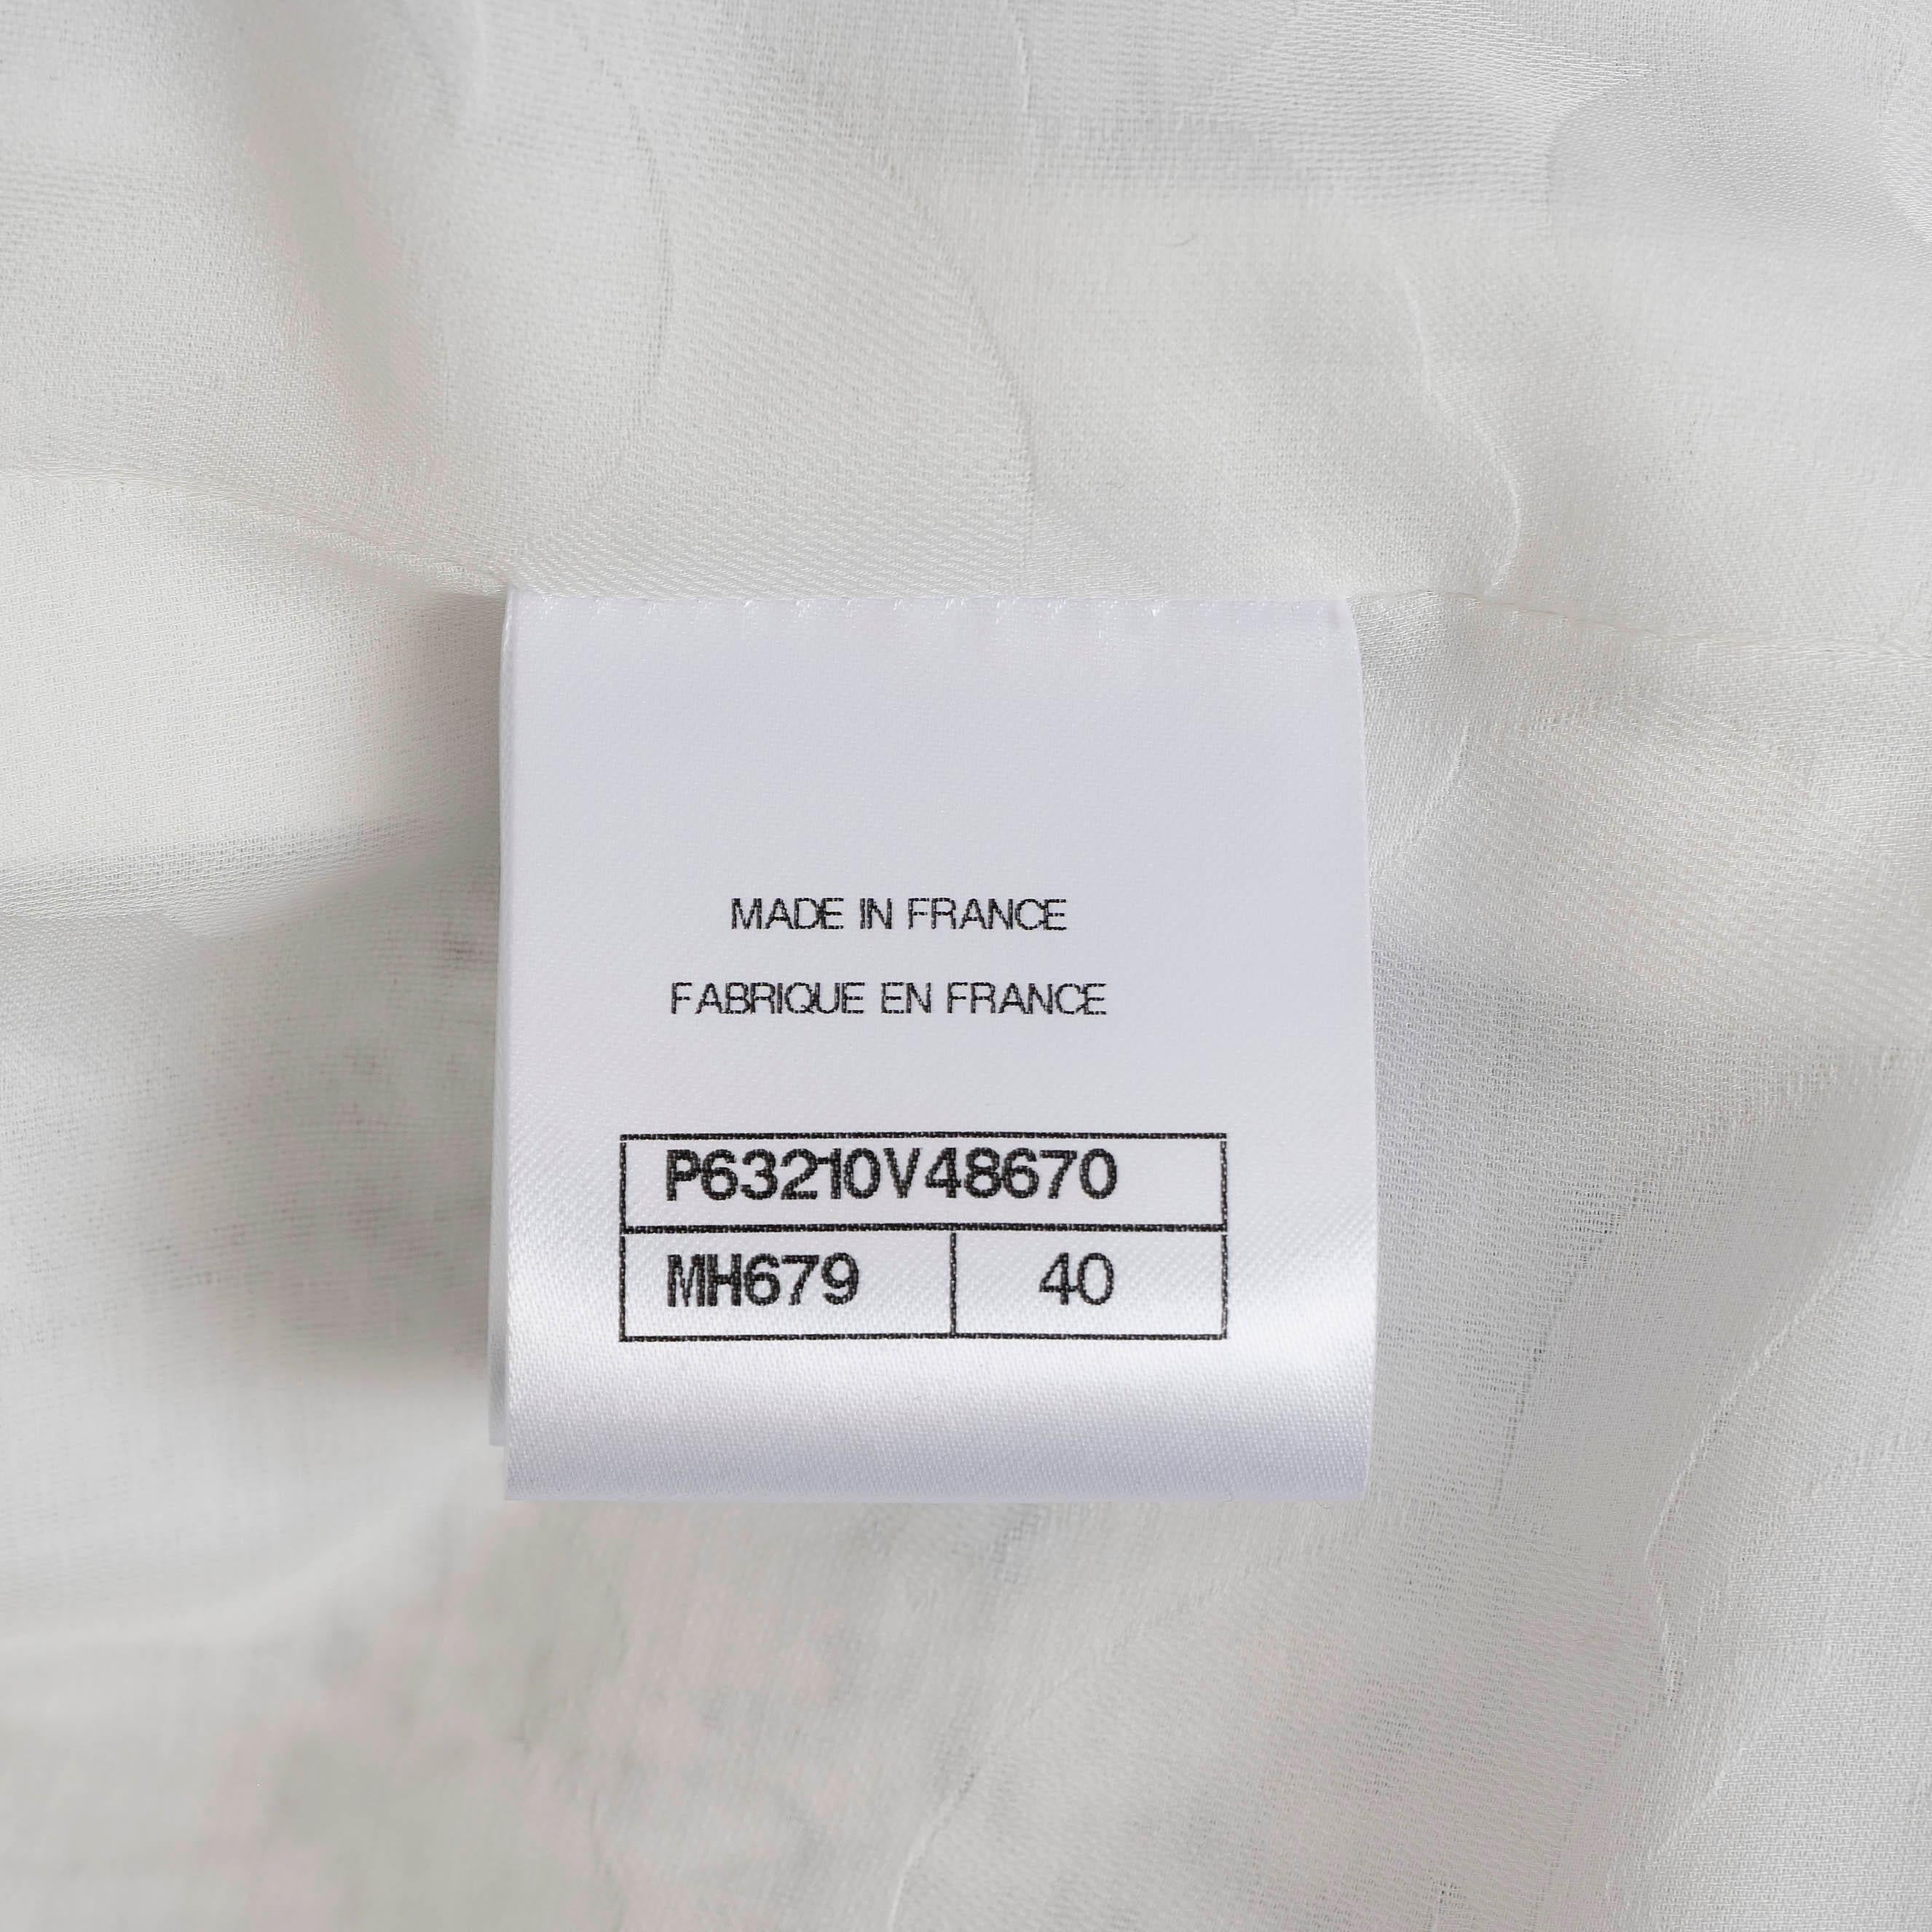 MADE IN FRANCE
FABRIQUE EN FRANCE
P63210V48670
MH679 40